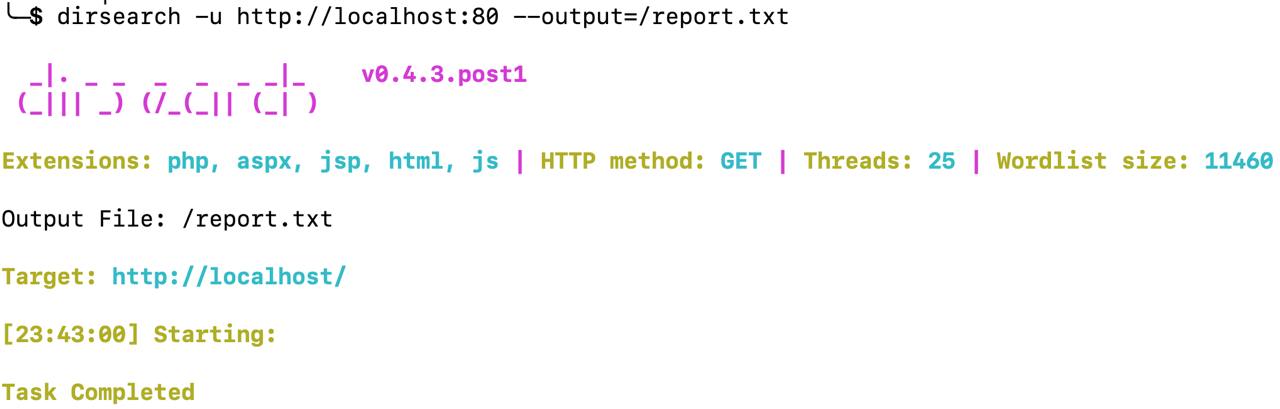 ╰─$ dirsearch -u http://localhost:80 --output=/report.txt
  _|. _ _  _  _  _ _|_    v0.4.3.post1
 (_||| _) (/_(_|| (_| )
Extensions: php, aspx, jsp, html, js | HTTP method: GET | Threads: 25 | Wordlist size: 11460
Output File: /report.txt
Target: http://localhost/
[23:43:00] Starting:
Task Completed